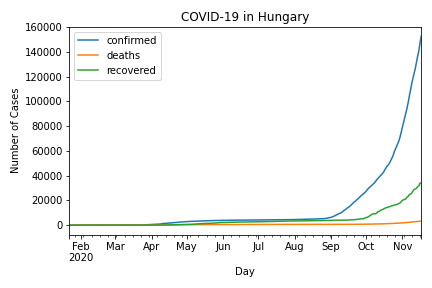 COVID-19 in Hungary
160000
140000
120000
100000
80000
60000
40000
20000
0
Number of Cases
confirmed
deaths
recovered
Feb Mar Apr May Jun Jul Aug Sep Oct Nov
2020
Day